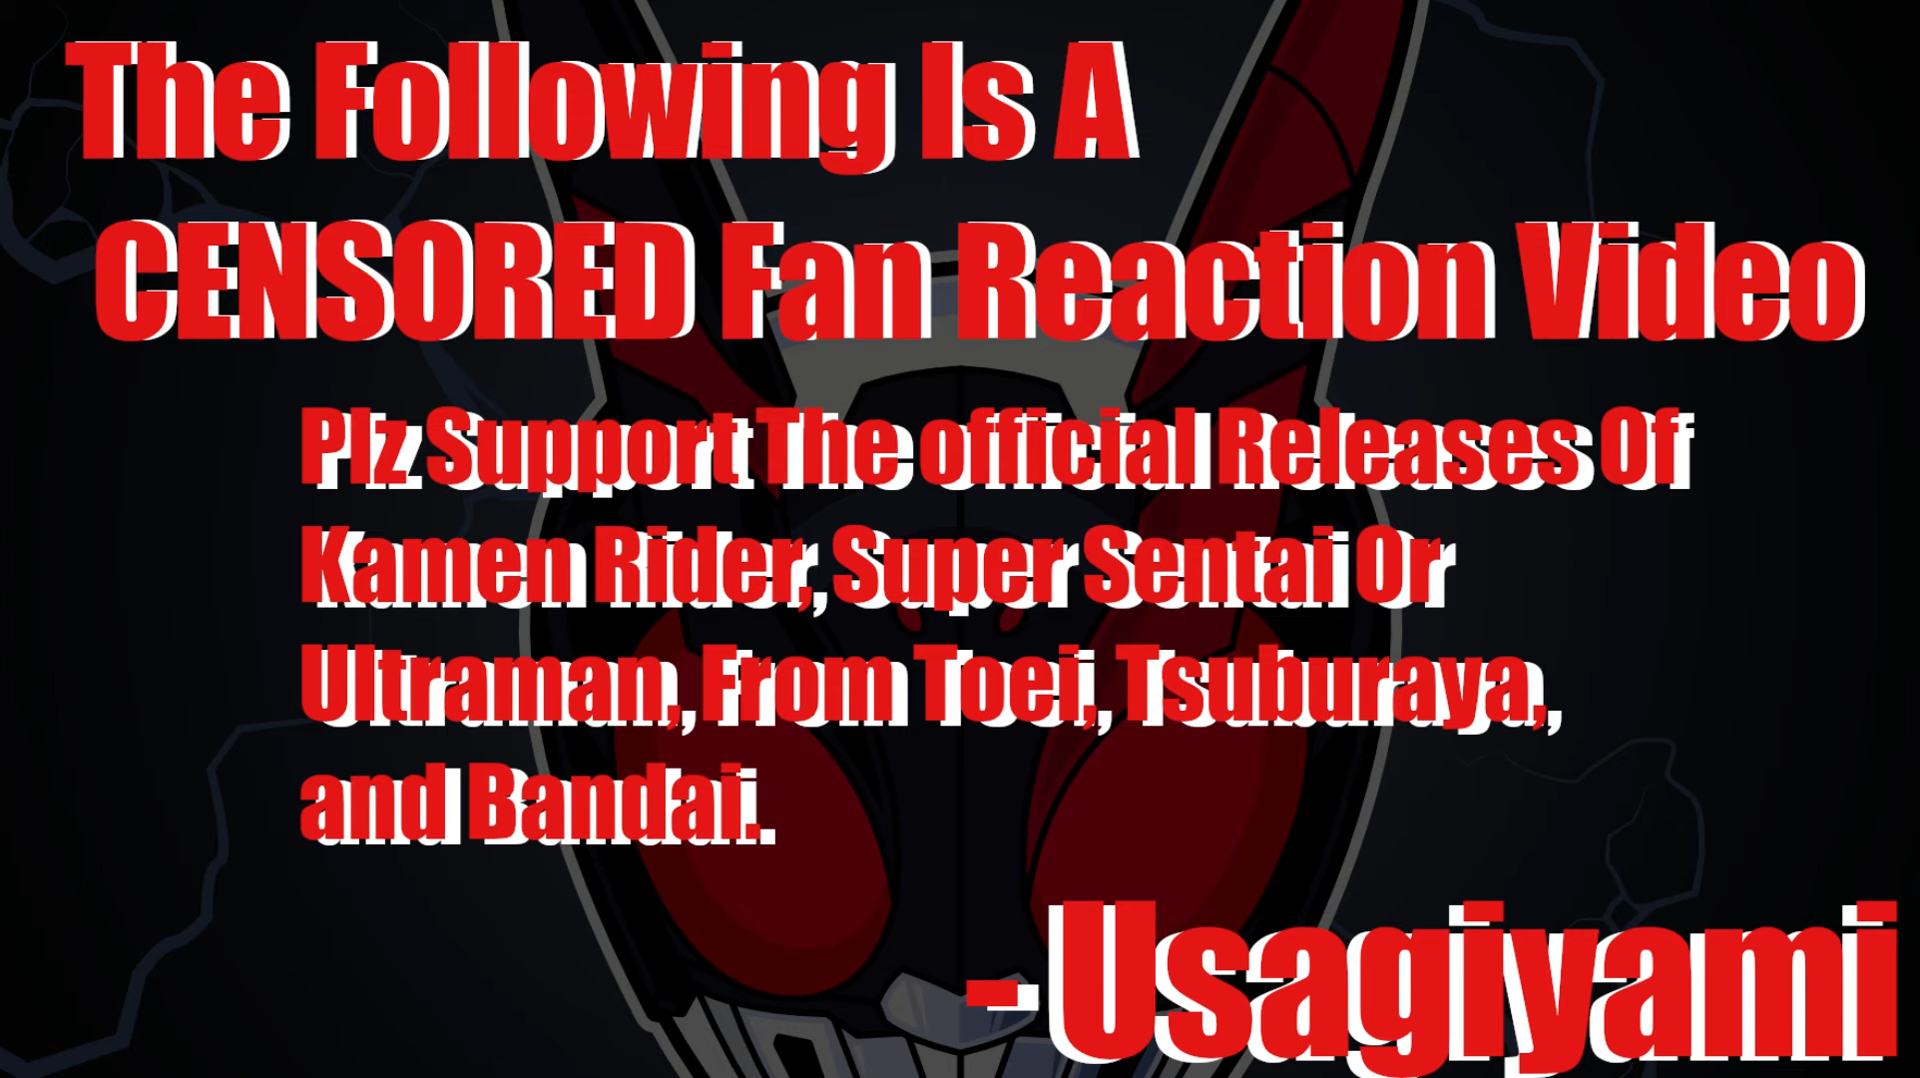 The Following Is A
CENSORED Fan Reaction Video
Plz Support The official Releases Of
Kamen Rider, Super Sentai Or
Ultraman, From Toei, Tsuburaya,
and Bandai.
-Usagiyami